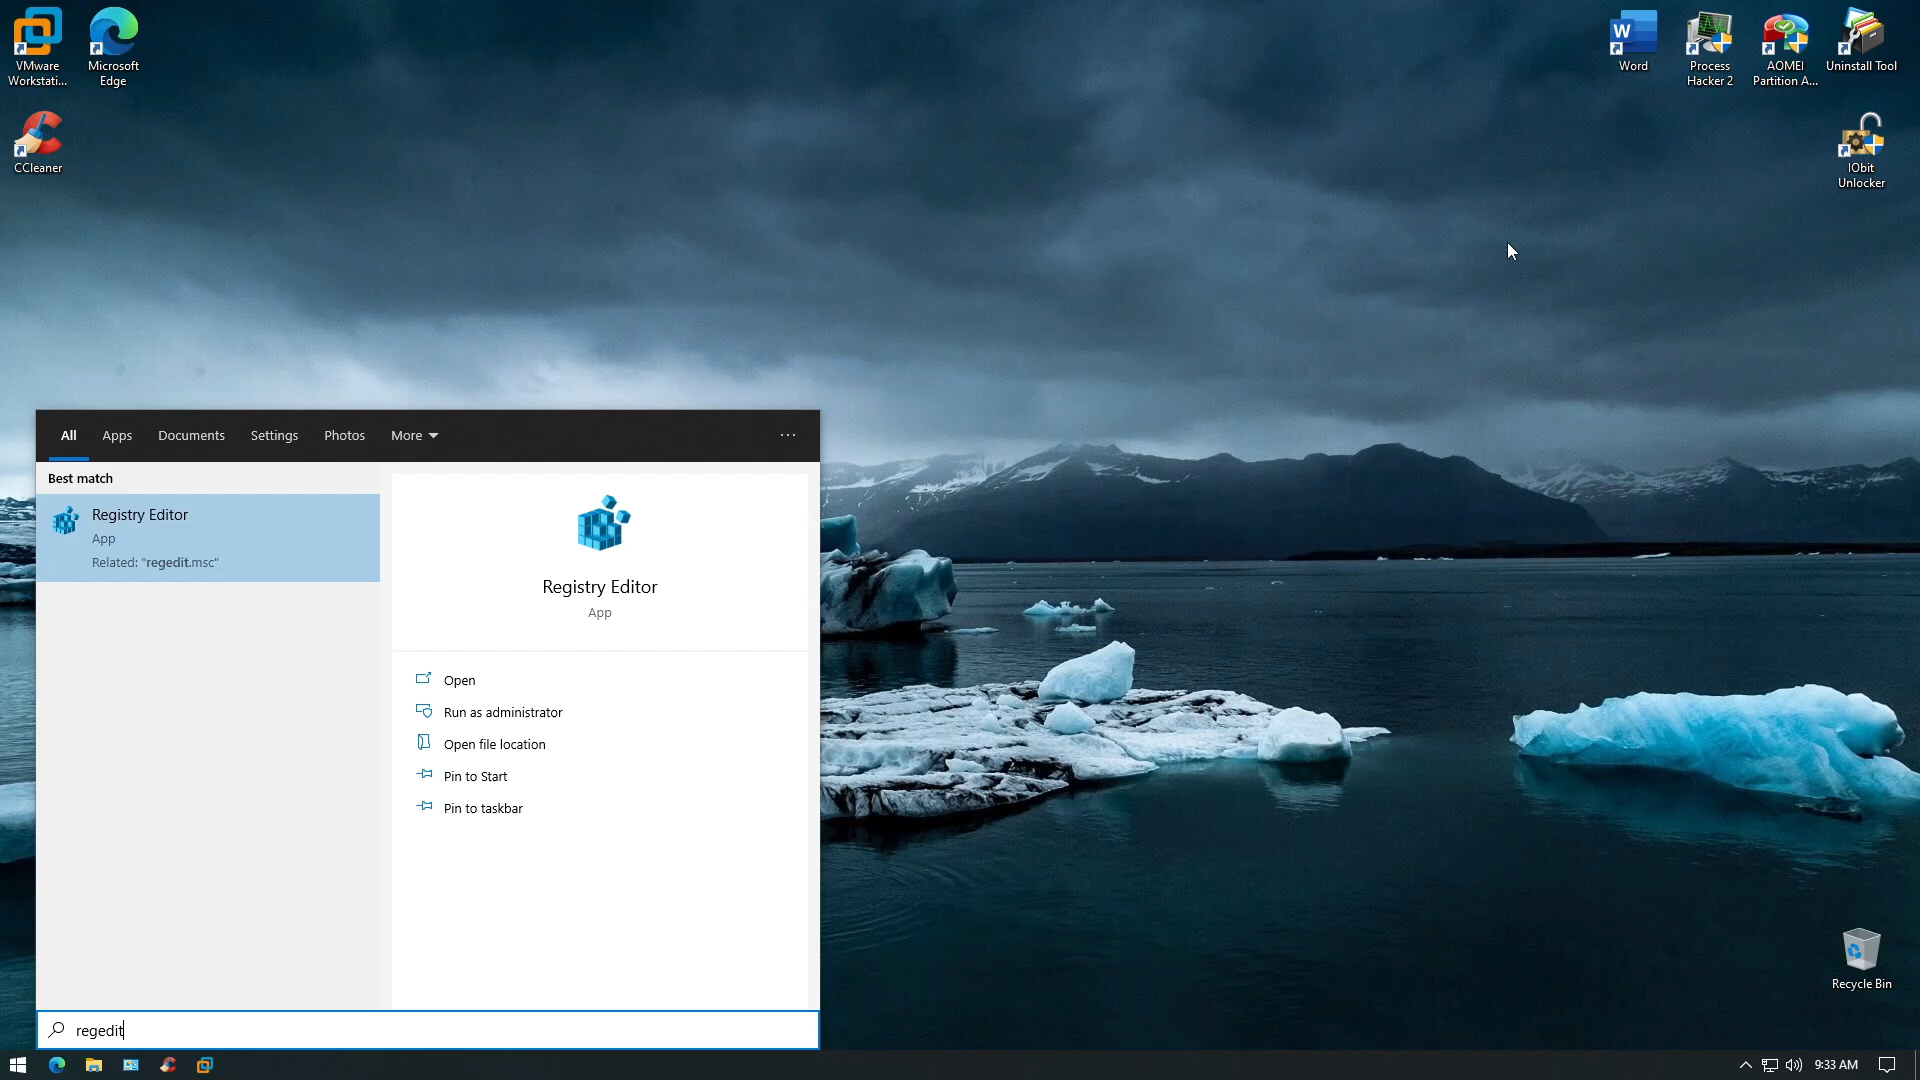 VMware
Workstati...
Microsoft
Edge
CCleaner
Word
Process
Hacker 2
AOMEI
Partition A...
Uninstall Tool
IObit
Unlocker
All Apps Documents Settings Photos More ...
Best match
Registry Editor
App
Related: "regedit.msc"
Registry Editor
App
Open
Run as administrator
Open file location
Pin to Start
Pin to taskbar
Recycle Bin
regedit
9:33 AM